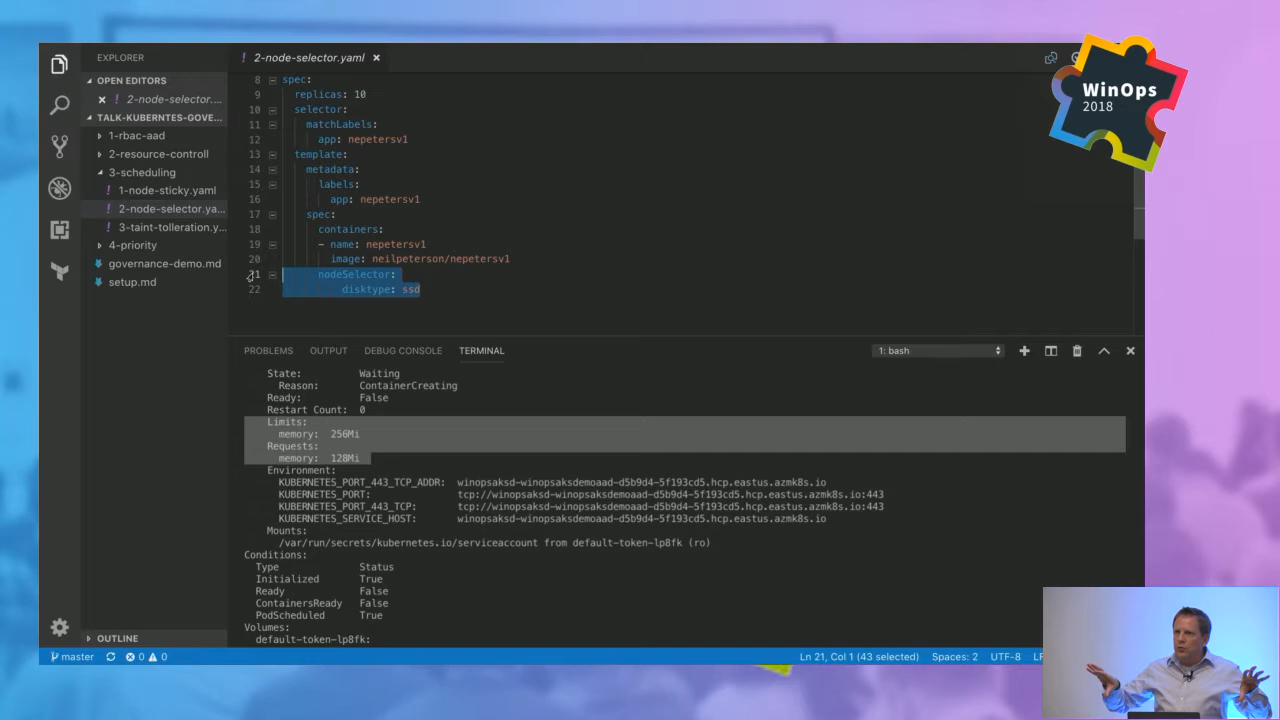 EXPLORER
OPEN EDITORS
2-node-selector....
TALK-KUBERNTES-GOVE...
1-rbac-aad
2-resource-controll
3-scheduling
1-node-sticky.yaml
2-node-selector.ya...
3-taint-tolleration.y...
4-priority
governance-demo.md
setup.md
OUTLINE
2-node-selector.yaml
8 spec:
9 replicas: 10
10 selector:
11 matchLabels:
12 app: nepetersv1
13 template:
14 metadata:
15 labels:
16 app: nepetersv1
17 spec:
18 containers:
19 - name: nepetersv1
20 image: neilpeterson/nepetersv1
21 nodeSelector:
22 disktype: ssd
WinOps
2018
PROBLEMS OUTPUT DEBUG CONSOLE TERMINAL 1: bash
State: Waiting
Reason: ContainerCreating
Ready: False
Restart Count: 0
Limits:
memory: 256Mi
Requests:
memory: 128Mi
Environment:
KUBERNETES_PORT_443_TCP_ADDR: winopsaksd-winopsaksdemoaad-d5b9d4-5f193cd5.hcp.eastus.azmk8s.io
KUBERNETES_PORT: tcp://winopsaksd-winopsaksdemoaad-d5b9d4-5f193cd5.hcp.eastus.azmk8s.io:443
KUBERNETES_PORT_443_TCP: tcp://winopsaksd-winopsaksdemoaad-d5b9d4-5f193cd5.hcp.eastus.azmk8s.io:443
KUBERNETES_SERVICE_HOST: winopsaksd-winopsaksdemoaad-d5b9d4-5f193cd5.hcp.eastus.azmk8s.io
Mounts:
/var/run/secrets/kubernetes.io/serviceaccount from default-token-lp8fk (ro)
Conditions:
Type Status
Initialized True
Ready False
ContainersReady False
PodScheduled True
Volumes:
default-token-lp8fk:
master 0 0 Ln 21, Col 1 (43 selected) Spaces: 2 UTF-8 LF